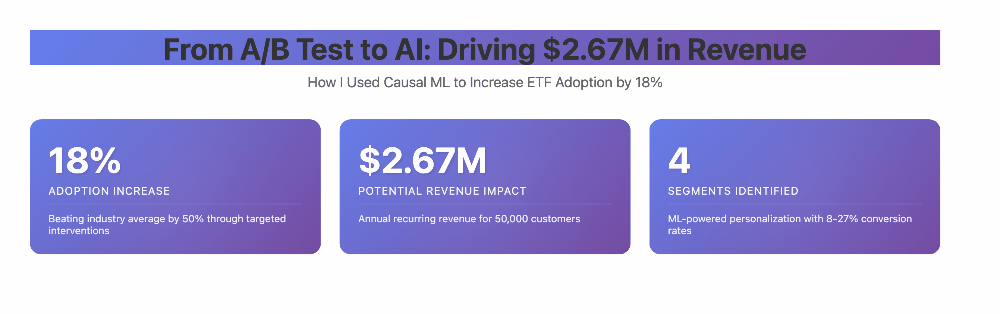 From A/B Test to AI: Driving $2.67M in Revenue
How I Used Causal ML to Increase ETF Adoption by 18%
18%
ADOPTION INCREASE
Beating industry average by 50% through targeted
interventions
$2.67M
POTENTIAL REVENUE IMPACT
Annual recurring revenue for 50,000 customers
4
SEGMENTS IDENTIFIED
ML-powered personalization with 8-27% conversion
rates